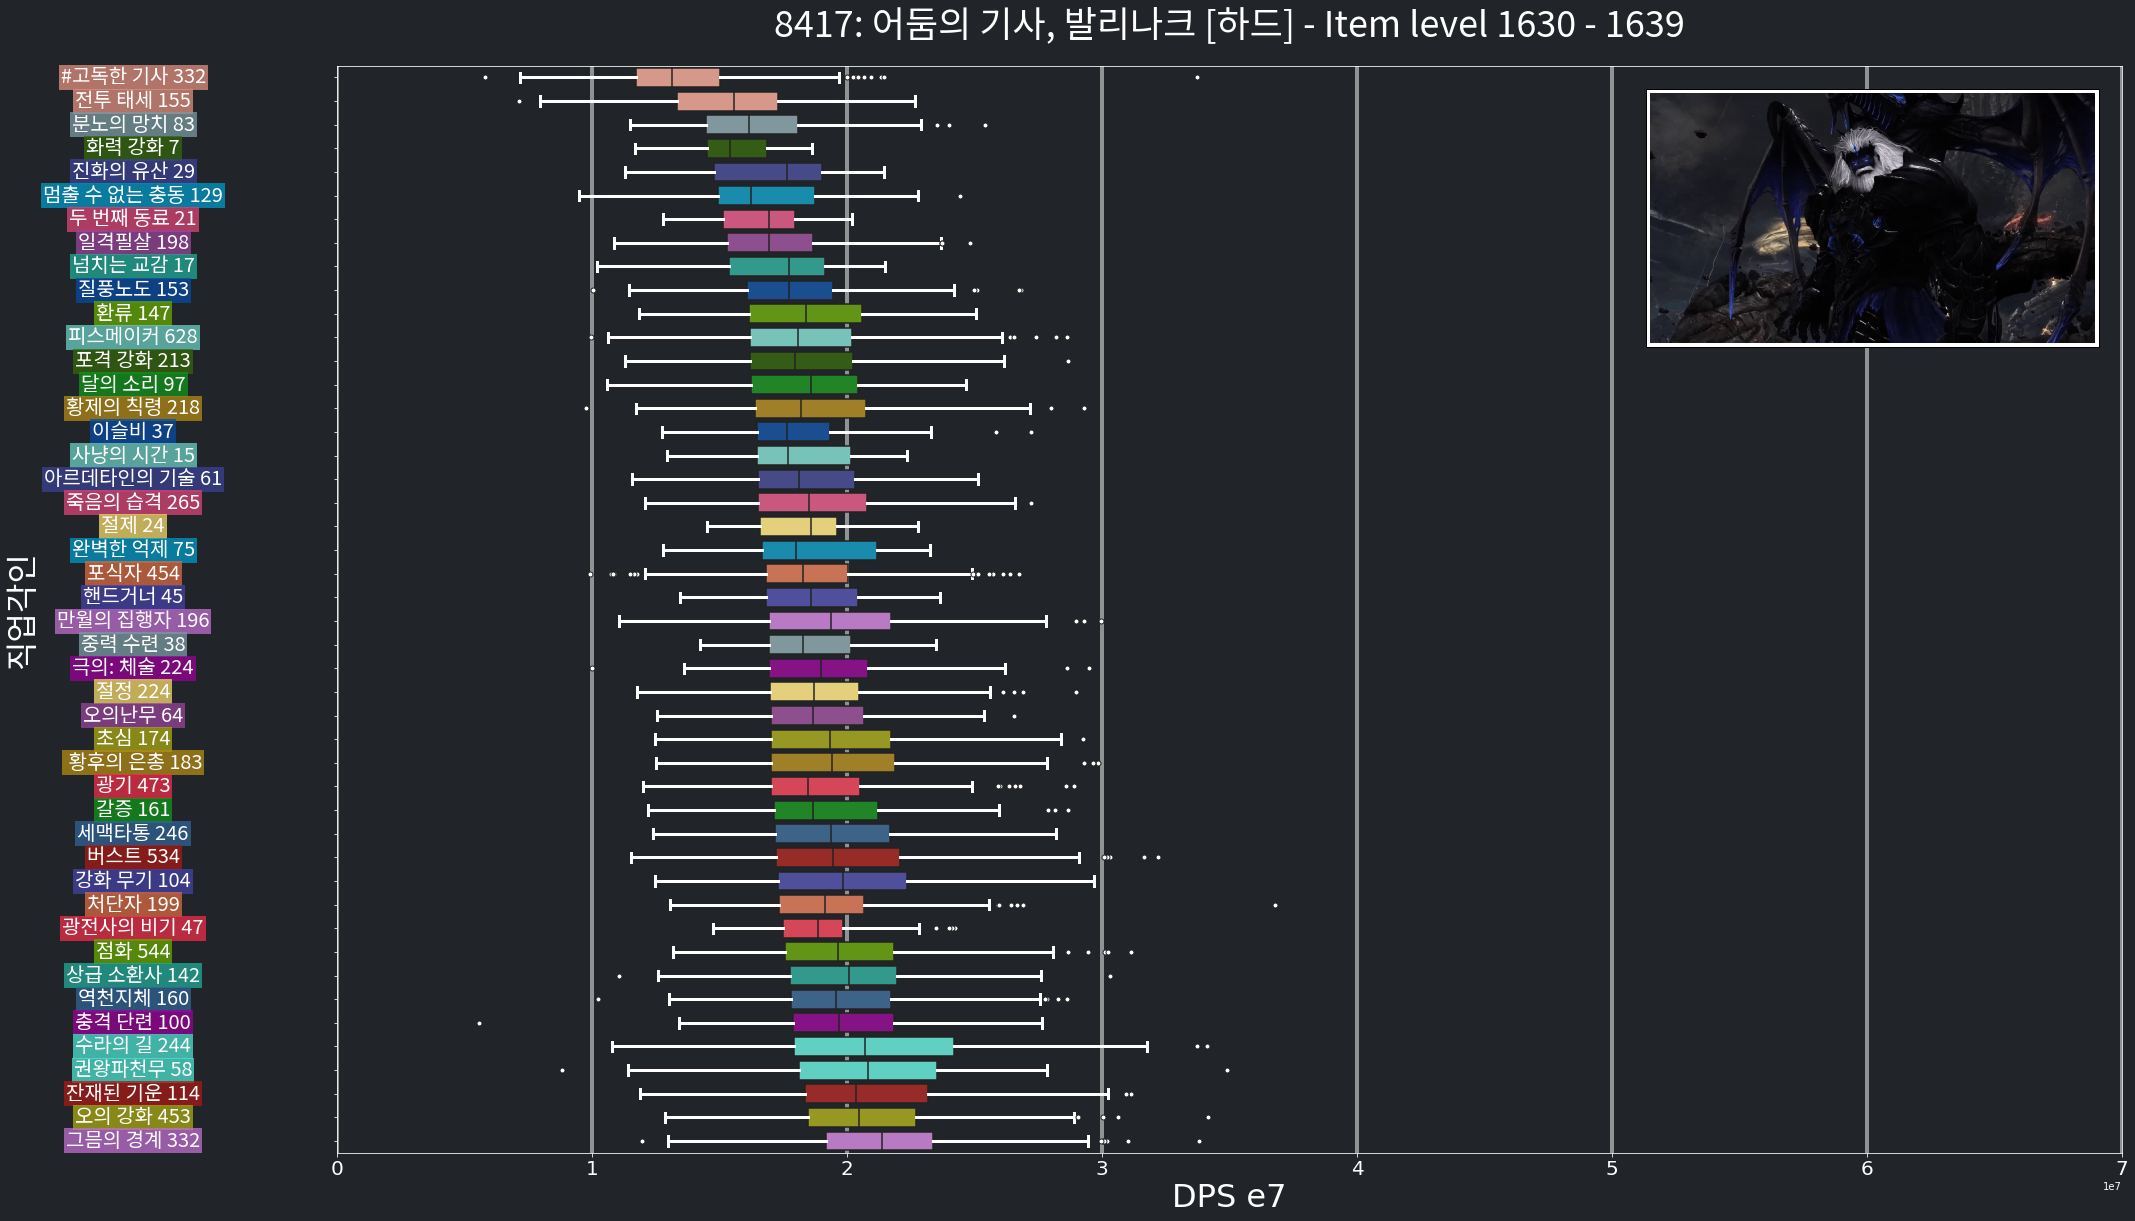 8417: 어둠의 기사, 발리나크 [하드] - Item level 1630 - 1639
직업각인
#고독한 기사 332
전투 태세 155
분노의 망치 83
화력 강화 7
진화의 유산 29
멈출 수 없는 충동 129
두 번째 동료 21
일격필살 198
넘치는 교감 17
질풍노도 153
환류 147
피스메이커 628
포격 강화 213
달의 소리 97
황제의 칙령 218
이슬비 37
사냥의 시간 15
아르데타인의 기술 61
죽음의 습격 265
절제 24
완벽한 억제 75
포식자 454
핸드거너 45
만월의 집행자 196
중력 수련 38
극의: 체술 224
절정 224
오의난무 64
초심 174
황후의 은총 183
광기 473
갈증 161
세맥타통 246
버스트 534
강화 무기 104
처단자 199
광전사의 비기 47
점화 544
상급 소환사 142
역천지체 160
충격 단련 100
수라의 길 244
권왕파천무 58
잔재된 기운 114
오의 강화 453
그믐의 경계 332
0 1 2 3 4 5 6 7
1e7
DPS e7